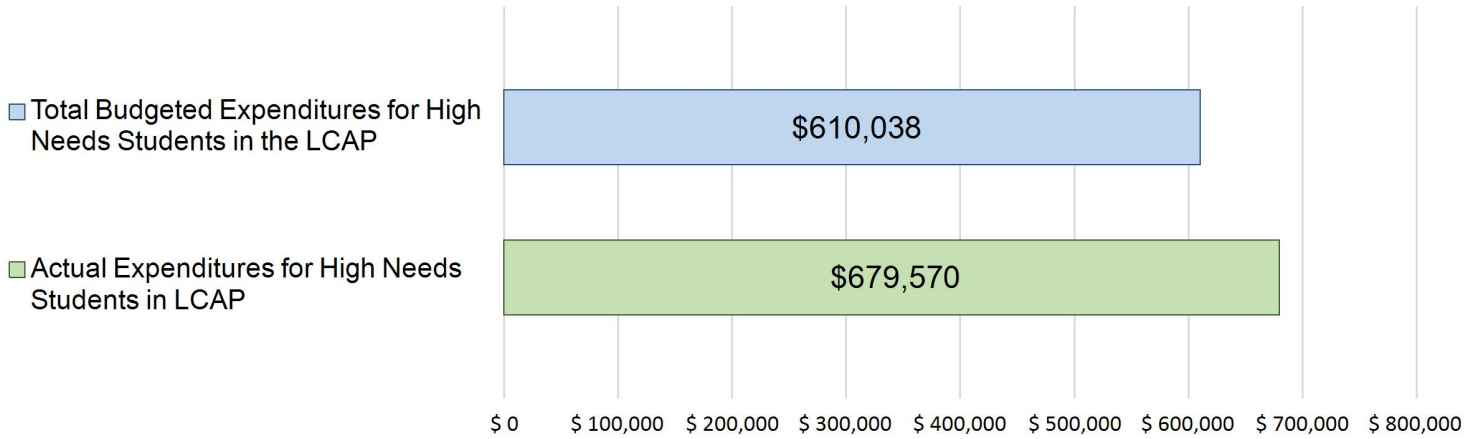 Total Budgeted Expenditures for High
Needs Students in the LCAP
$610,038
Actual Expenditures for High Needs
Students in LCAP
$679,570
$ 0 $ 100,000 $ 200,000 $ 300,000 $ 400,000 $ 500,000 $ 600,000 $ 700,000 $ 800,000